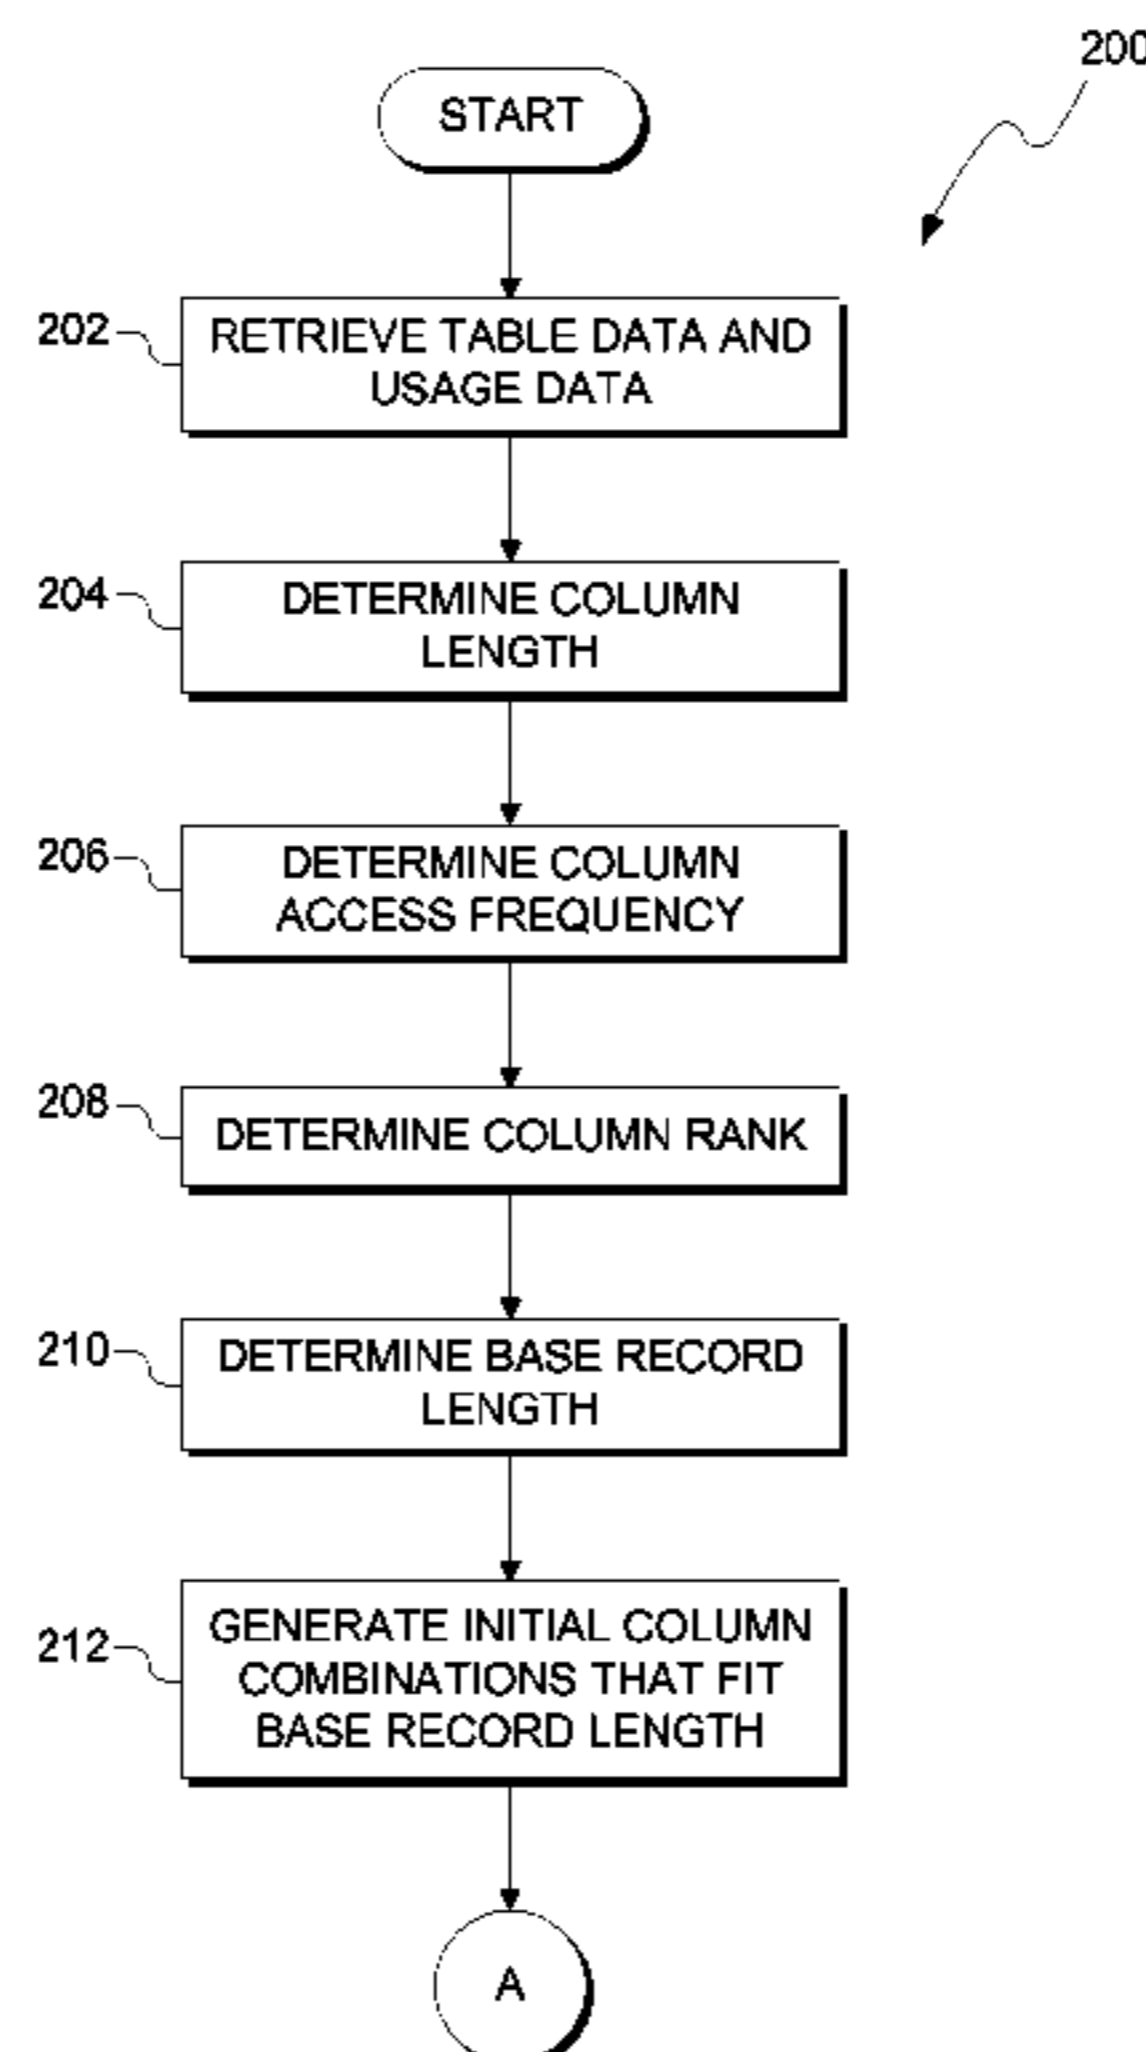 200
START
202
RETRIEVE TABLE DATA AND
USAGE DATA
204
DETERMINE COLUMN
LENGTH
206
DETERMINE COLUMN
ACCESS FREQUENCY
208
DETERMINE COLUMN RANK
210
DETERMINE BASE RECORD
LENGTH
212
GENERATE INITIAL COLUMN
COMBINATIONS THAT FIT
BASE RECORD LENGTH
A